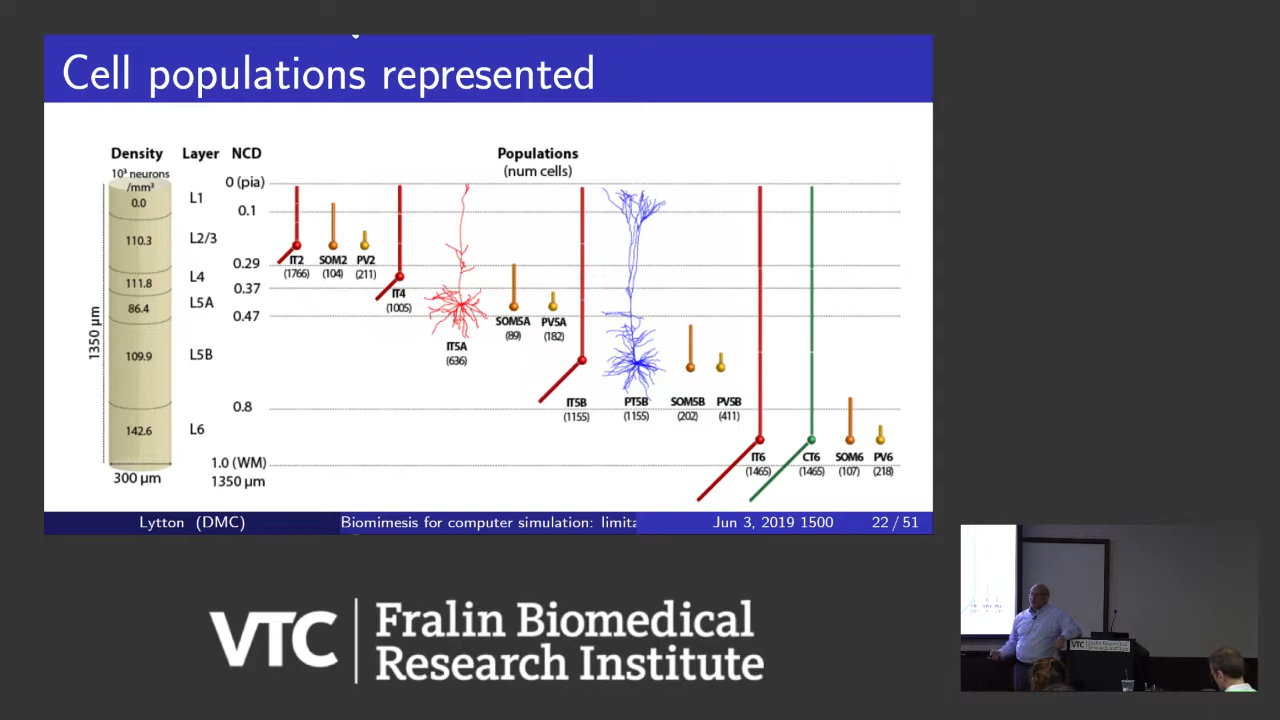 Cell populations represented
Density
10³ neurons
/mm³
Layer
NCD
Populations
(num cells)
0 (pia)
0.0
L1
0.1
110.3
L2/3
IT2
(1766)
SOM2
(104)
PV2
(211)
0.29
111.8
L4
0.37
IT4
(1005)
86.4
L5A
0.47
SOM5A
(89)
PV5A
(182)
IT5A
(636)
1350 µm
109.9
L5B
0.8
IT5B
(1155)
PT5B
(1155)
SOM5B
(202)
PV5B
(411)
142.6
L6
1.0 (WM)
1350 µm
300 µm
IT6
(1465)
CT6
(1465)
SOM6
(107)
PV6
(218)
Lytton (DMC)
Biomimesis for computer simulation: limita
Jun 3, 2019 1500
22 / 51
VTC
Fralin Biomedical
Research Institute
VTC
Fralin Biomedical
Research Institute